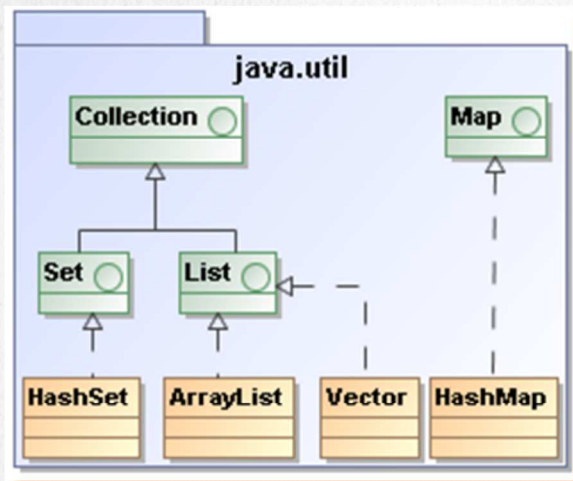 java.util
Collection
Map
Set
List
HashSet
ArrayList
Vector
HashMap